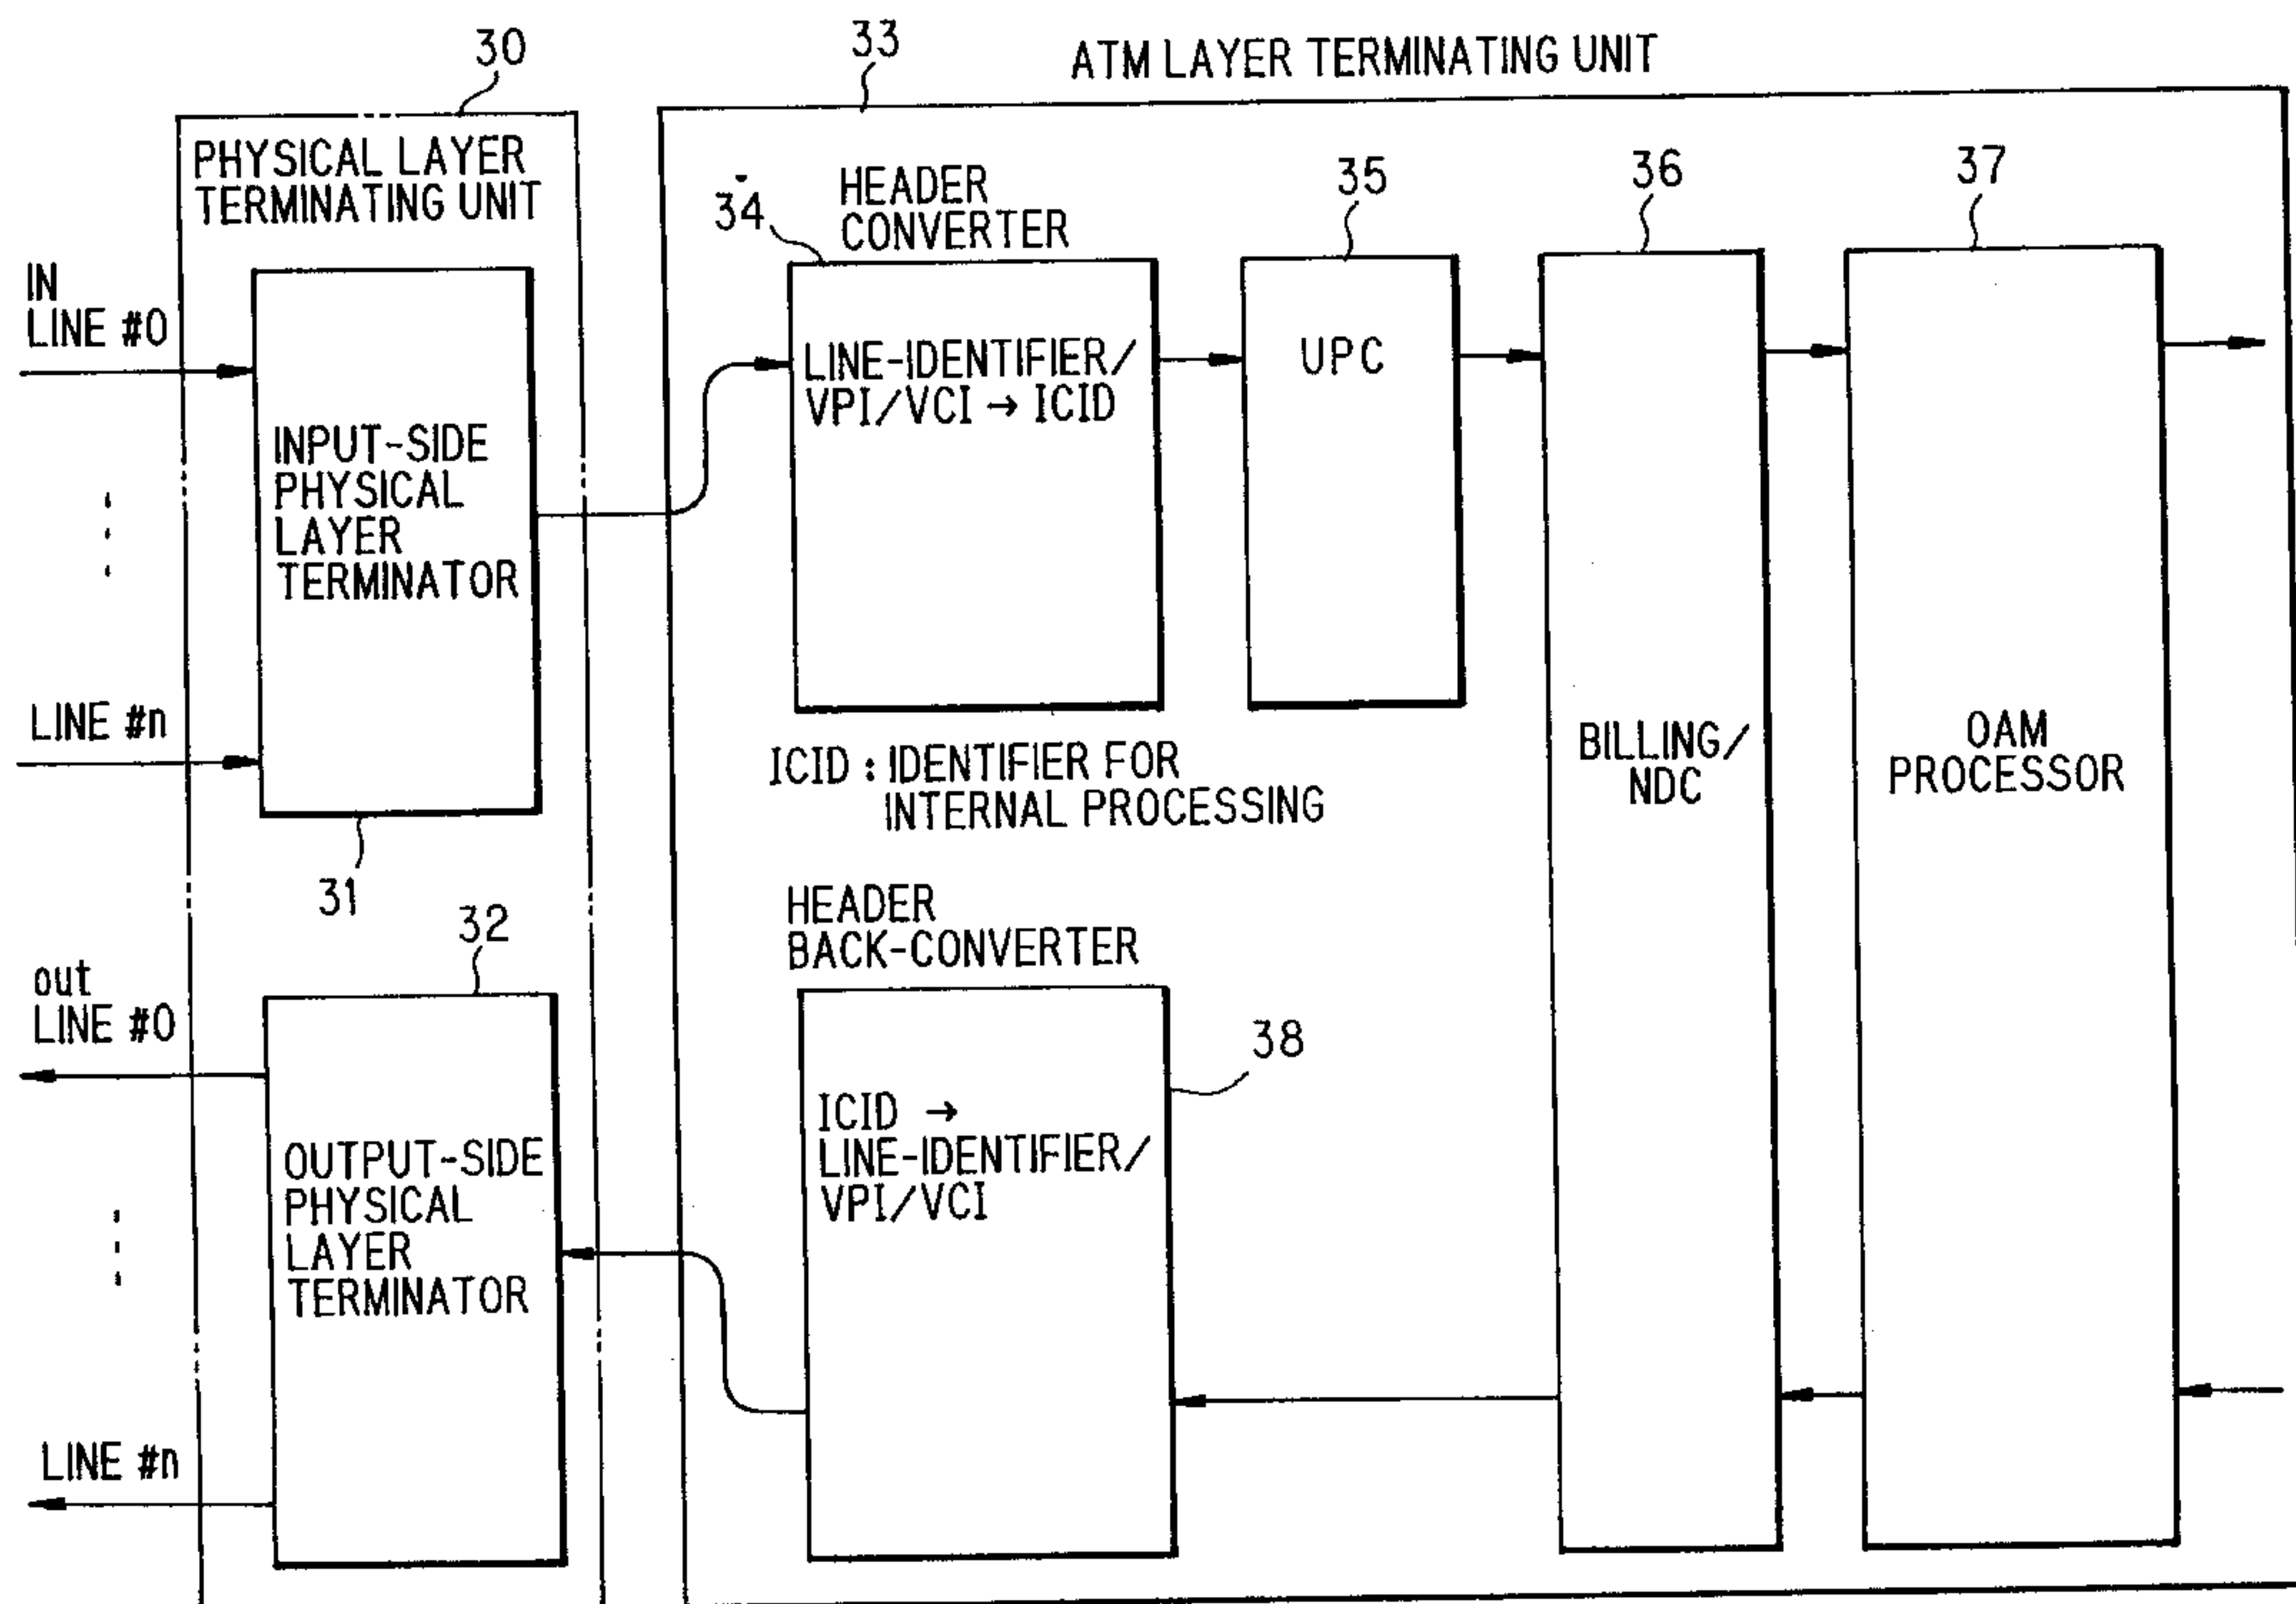 30
33
ATM LAYER TERMINATING UNIT
PHYSICAL LAYER
TERMINATING UNIT
34
HEADER
CONVERTER
35
36
37
IN
LINE #0
LINE-IDENTIFIER/
VPI/VCI → ICID
UPC
INPUT-SIDE
PHYSICAL
LAYER
TERMINATOR
LINE #n
31
ICID : IDENTIFIER FOR
INTERNAL PROCESSING
BILLING/
NDC
OAM
PROCESSOR
32
HEADER
BACK-CONVERTER
out
LINE #0
38
OUTPUT-SIDE
PHYSICAL
LAYER
TERMINATOR
ICID →
LINE-IDENTIFIER/
VPI/VCI
LINE #n